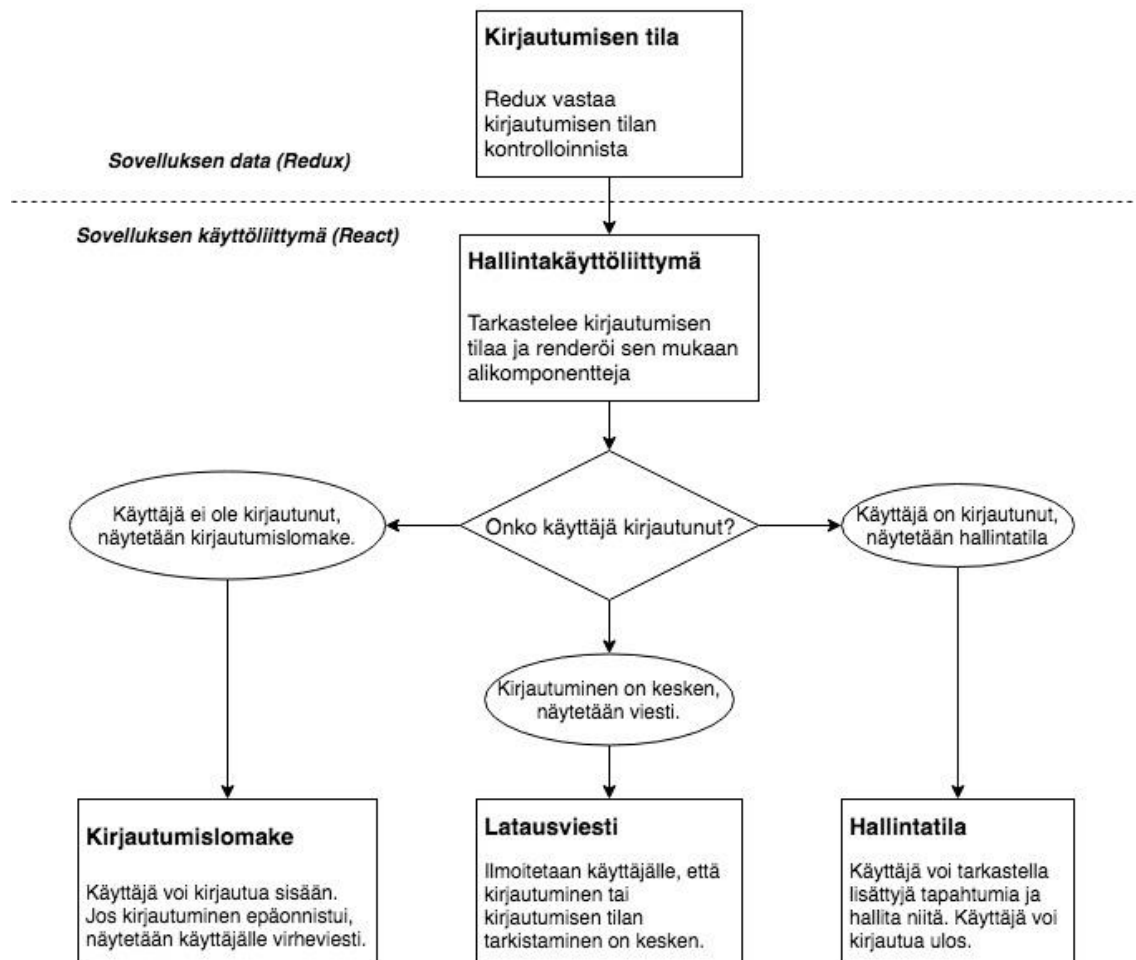 Kirjautumisen tila
Redux vastaa
kirjautumisen tilan
kontrolloinnista
Sovelluksen data (Redux)
Sovelluksen käyttöliittymä (React)
Hallintakäyttöliittymä
Tarkastelee kirjautumisen
tilaa ja renderöi sen mukaan
alikomponentteja
Käyttäjä ei ole kirjautunut,
näytetään kirjautumislomake.
Onko käyttäjä kirjautunut?
Käyttäjä on kirjautunut,
näytetään hallintatila
Kirjautuminen on kesken,
näytetään viesti.
Kirjautumislomake
Käyttäjä voi kirjautua sisään.
Jos kirjautuminen epäonnistui,
näytetään käyttäjälle virheviesti.
Latausviesti
Ilmoitetaan käyttäjälle, että
kirjautuminen tai
kirjautumisen tilan
tarkistaminen on kesken.
Hallintatila
Käyttäjä voi tarkastella
lisättyjä tapahtumia ja
hallita niitä. Käyttäjä voi
kirjautua ulos.